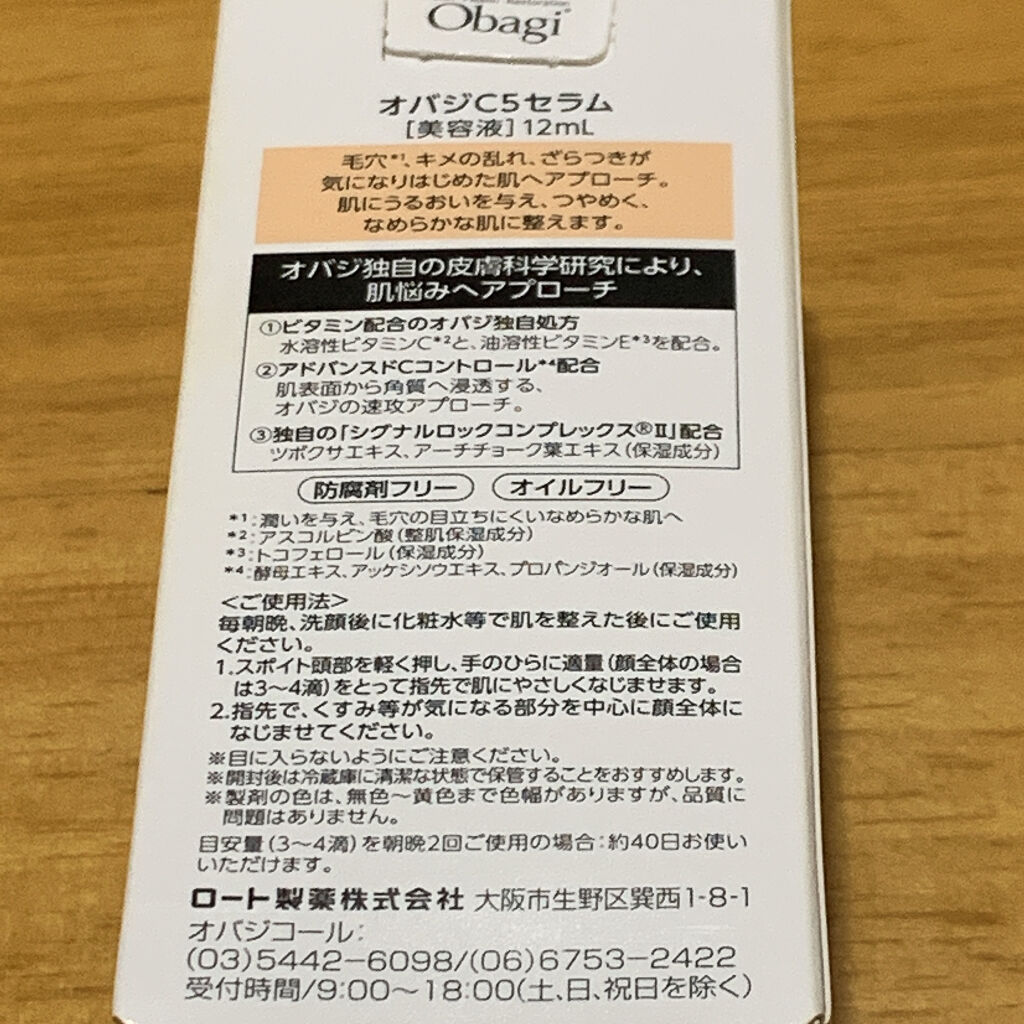 Obagi
オバジC5セラム
[美容液]12mL
毛穴*1、キメの乱れ、ざらつきが
気になりはじめた肌へアプローチ。
肌にうるおいを与え、つやめく、
なめらかな肌に整えます。
オバジ独自の皮膚科学研究により、
肌悩みへアプローチ
①ビタミン配合のオバジ独自処方
水溶性ビタミンC*2と、油溶性ビタミンE*3を配合。
②アドバンスドCコントロール*4配合
肌表面から角質へ浸透する、
オバジの速攻アプローチ。
③独自の「シグナルロックコンプレックス®Ⅱ」配合
ツボクサエキス、アーチチョーク葉エキス(保湿成分)
防腐剤フリー オイルフリー
*1:潤いを与え、毛穴の目立ちにくいなめらかな肌へ
*2:アスコルビン酸(整肌保湿成分)
*3:トコフェロール(保湿成分)
*4:酵母エキス、アッケシソウエキス、プロパンジオール(保湿成分)
<ご使用法>
毎朝晩、洗顔後に化粧水等で肌を整えた後にご使用
ください。
1.スポイト頭部を軽く押し、手のひらに適量(顔全体の場合
は3～4滴)をとって指先で肌にやさしくなじませます。
2.指先で、くすみ等が気になる部分を中心に顔全体に
なじませてください。
※目に入らないようにご注意ください。
※開封後は冷蔵庫に清潔な状態で保管することをおすすめします。
※製剤の色は、無色～黄色まで色幅がありますが、品質に
問題はありません。
目安量(3～4滴)を朝晩2回ご使用の場合:約40日お使い
いただけます。
ロート製薬株式会社 大阪市生野区巽西1-8-1
オバジコール:
(03)5442-6098/(06)6753-2422
受付時間/9:00～18:00(土、日、祝日を除く)